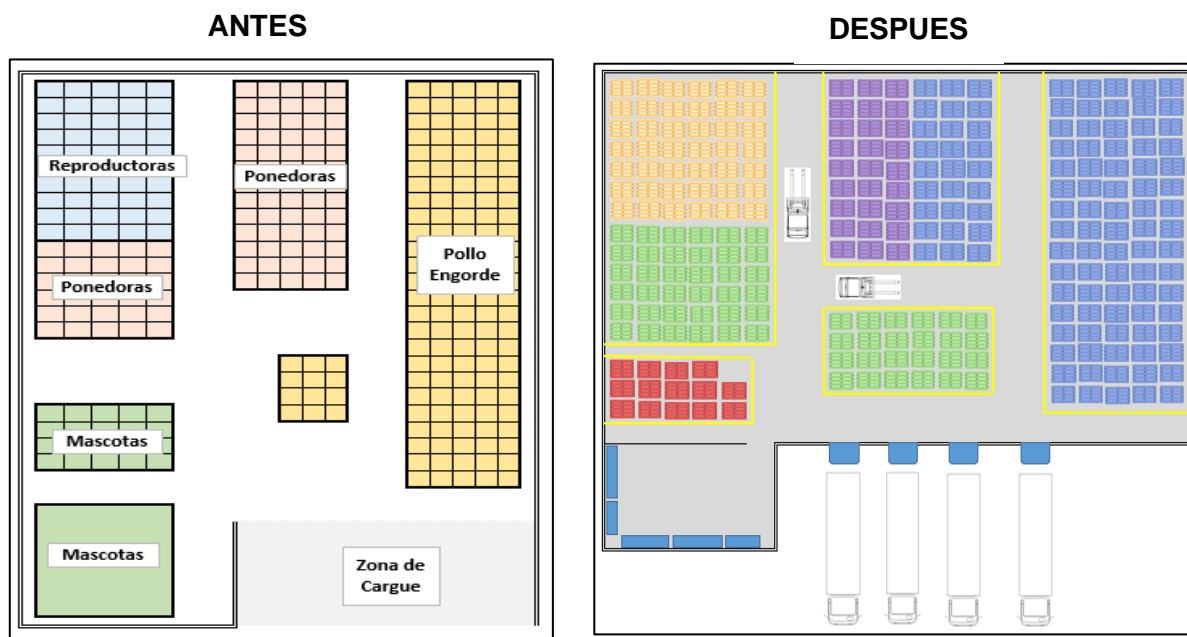 ANTES
DESPUES
Reproductoras
Ponedoras
Pollo
Engorde
Ponedoras
Mascotas
Mascotas
Zona de
Cargue